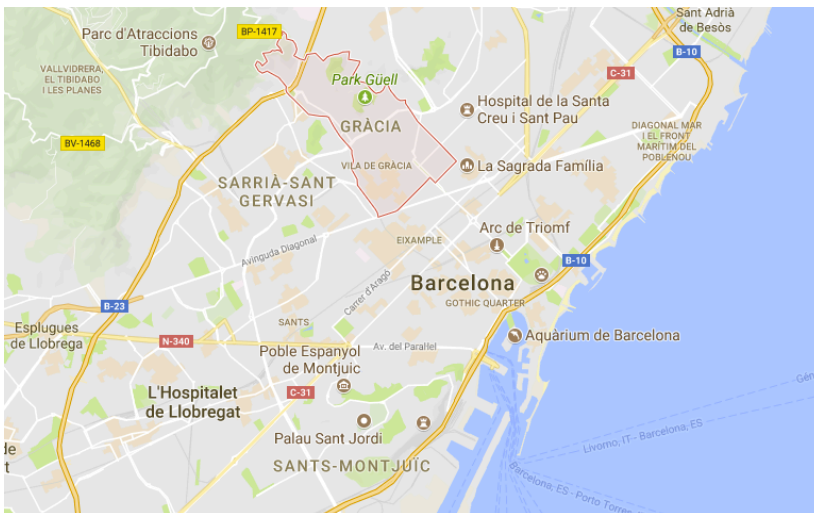 Sant Adrià
de Besòs
BP-1417
Parc d'Atraccions
Tibidabo
B-10
VALLVIDRERA,
EL TIBIDABO
I LES PLANES
C-31
Park Güell
Hospital de la Santa
Creu i Sant Pau
GRÀCIA
DIAGONAL MAR
I EL FRONT
MARÍTIM DEL
POBLENOU
BV-1468
VILA DE GRÀCIA
La Sagrada Família
SARRIÀ-SANT
GERVASI
Arc de Triomf
EIXAMPLE
Avinguda Diagonal
B-10
Carrer d'Aragó
Barcelona
GOTHIC QUARTER
B-23
SANTS
Esplugues
de Llobrega
N-340
Aquàrium de Barcelona
Av. del Paral·lel
Poble Espanyol
de Montjuic
L'Hospitalet
de Llobregat
C-31
Gèn
Palau Sant Jordi
Livorno, IT - Barcelona, ES
de
t
SANTS-MONTJUÏC
Barcelona, ES - Porto Torres